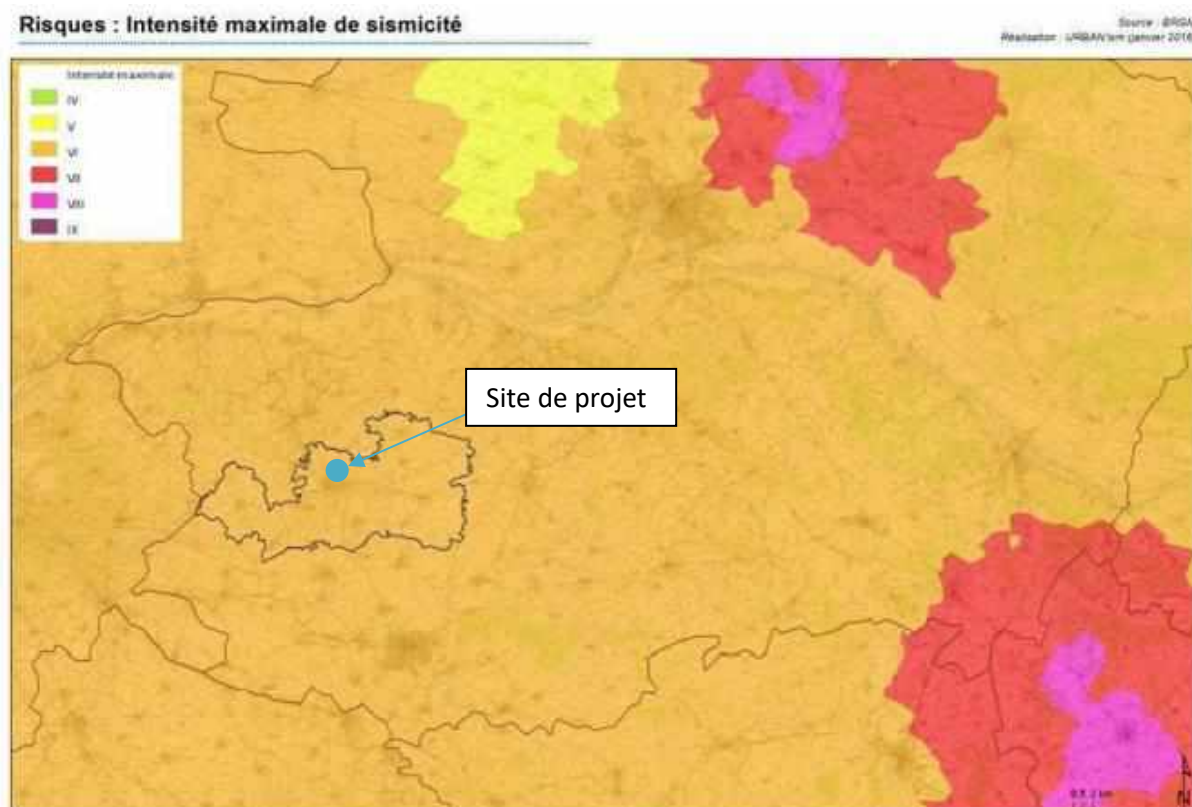 Risques : Intensité maximale de sismicité
Source : BRGM
Réalisation : URBAN'ism (janvier 2016
Intensité maximale
IV
V
VI
VII
VIII
IX
Site de projet